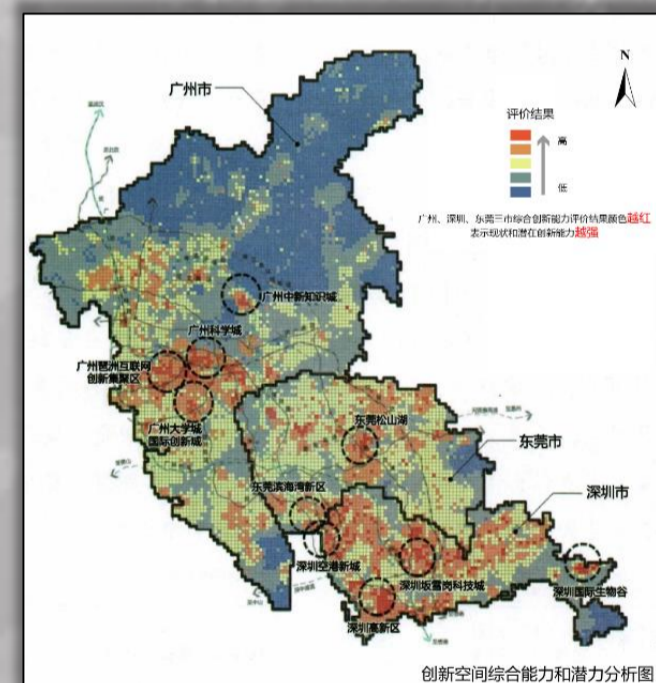 N
广州市
评价结果
高
低
广州、深圳、东莞三市综合创新能力评价结果颜色越红
表示现状和潜在创新能力越强
广州中新知识城
广州科学城
广州琶洲互联网
创新集聚区
广州大学城
国际创新城
东莞松山湖
东莞市
东莞滨海湾新区
深圳市
深圳空港新城
深圳坂雪岗科技城
深圳国际生物谷
深圳高新区
创新空间综合能力和潜力分析图